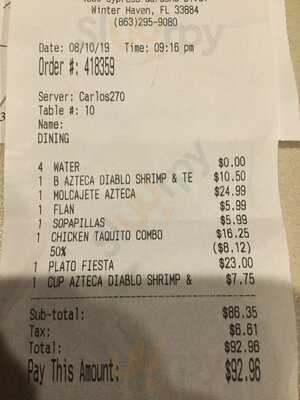 Winter Haven, FL 33884
(863)295-9080
Date: 08/10/19 Time: 09:16 pm
Order #: 418359
Server: Carlos270
Table #: 10
Name:
DINING
4 WATER $0.00
1 B AZTECA DIABLO SHRIMP & TE $10.50
1 MOLCAJETE AZTECA $24.99
1 FLAN $5.99
1 SOPAPILLAS $5.99
1 CHICKEN TAQUITO COMBO $16.25
50% ($8.12)
1 PLATO FIESTA $23.00
1 CUP AZTECA DIABLO SHRIMP & $7.75
Sub-total: $86.35
Tax: $6.61
Total: $92.96
Pay This Amount: $92.96